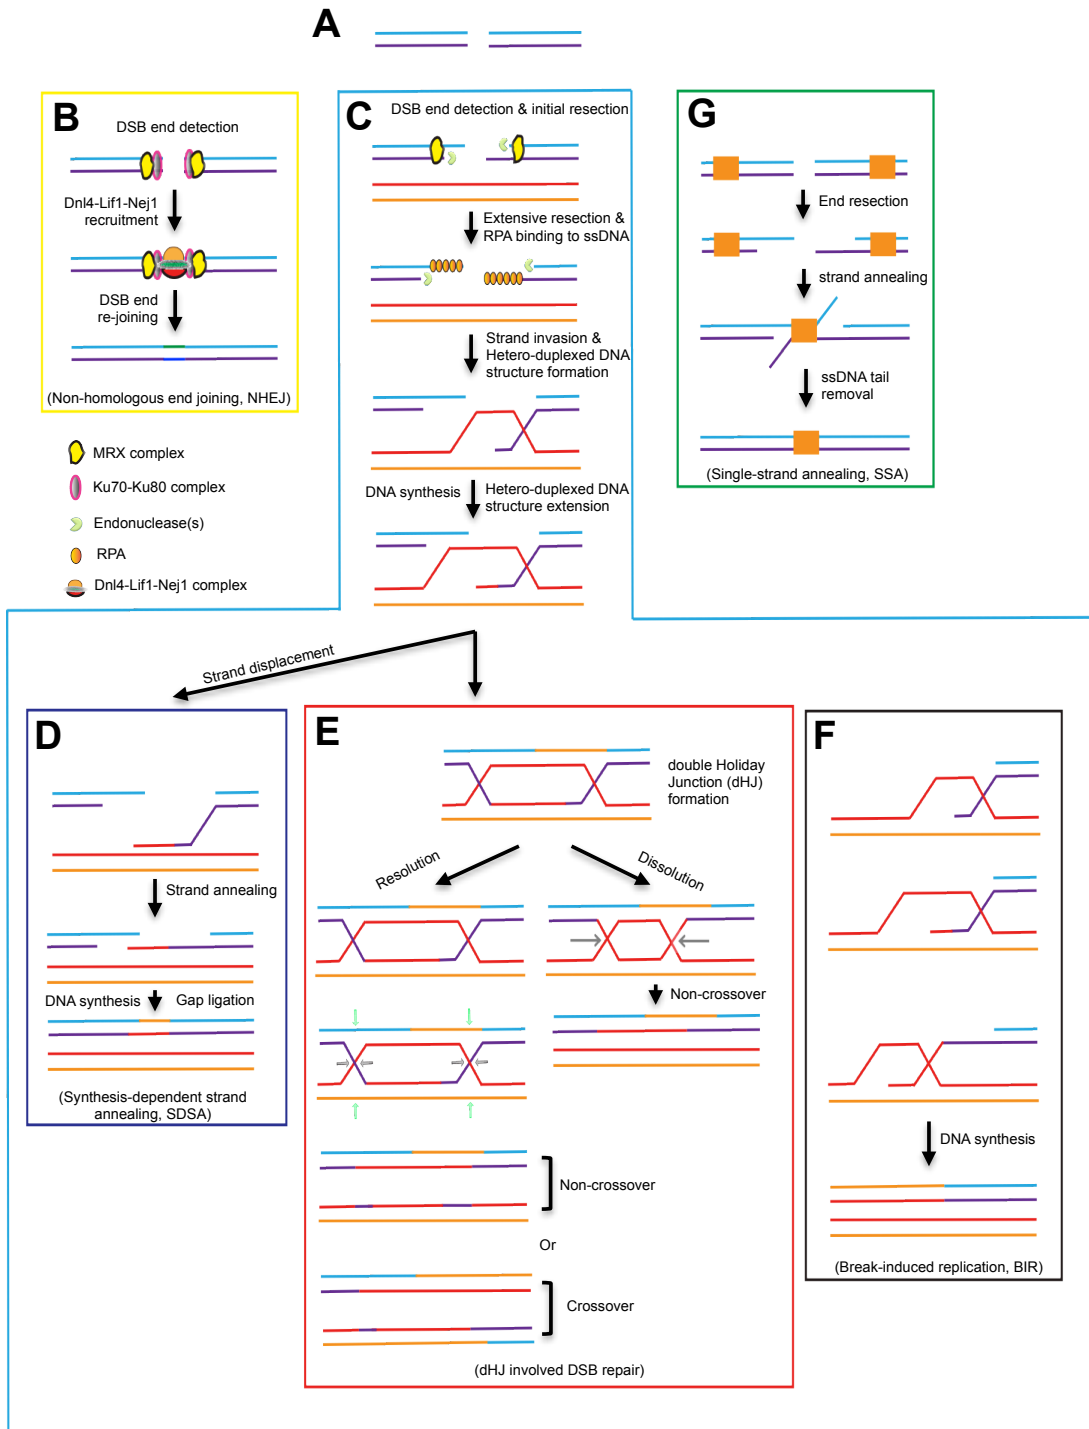 A
B
DSB end detection
Dnl4-Lif1-Nej1
recruitment
DSB end
re-joining
(Non-homologous end joining, NHEJ)
MRX complex
Ku70-Ku80 complex
Endonuclease(s)
RPA
Dnl4-Lif1-Nej1 complex
C
DSB end detection & initial resection
Extensive resection &
RPA binding to ssDNA
Strand invasion &
Hetero-duplexed DNA
structure formation
DNA synthesis
Hetero-duplexed DNA
structure extension
G
End resection
strand annealing
ssDNA tail
removal
(Single-strand annealing, SSA)
Strand displacement
D
Strand annealing
DNA synthesis
Gap ligation
(Synthesis-dependent strand
annealing, SDSA)
E
double Holiday
Junction (dHJ)
formation
Resolution
Dissolution
Non-crossover
Non-crossover
Or
Crossover
(dHJ involved DSB repair)
F
DNA synthesis
(Break-induced replication, BIR)